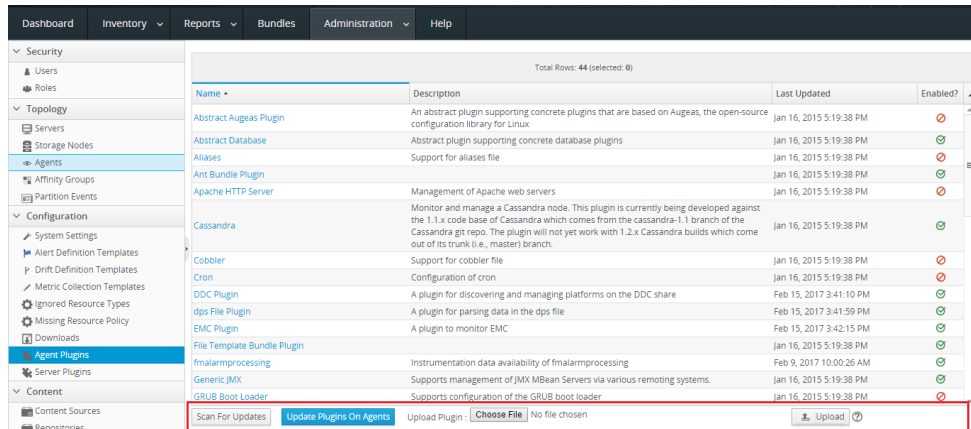 Dashboard Inventory Reports Bundles Administration Help
Security
Users
Roles
Topology
Servers
Storage Nodes
Agents
Affinity Groups
Partition Events
Configuration
System Settings
Alert Definition Templates
Drift Definition Templates
Metric Collection Templates
Ignored Resource Types
Missing Resource Policy
Downloads
Agent Plugins
Server Plugins
Content
Content Sources
Repositories
Total Rows: 44 (selected: 0)
Name Description Last Updated Enabled?
Abstract Augeas Plugin An abstract plugin supporting concrete plugins that are based on Augeas, the open-source Jan 16, 2015 5:19:38 PM
configuration library for Linux
Abstract Database Abstract plugin supporting concrete database plugins Jan 16, 2015 5:19:38 PM
Aliases Support for aliases file Jan 16, 2015 5:19:38 PM
Ant Bundle Plugin Jan 16, 2015 5:19:38 PM
Apache HTTP Server Management of Apache web servers Jan 16, 2015 5:19:38 PM
Monitor and manage a Cassandra node. This plugin is currently being developed against
the 1.1.x code base of Cassandra which comes from the cassandra-1.1 branch of the
Cassandra Cassandra git repo. The plugin will not yet work with 1.2.x Cassandra builds which come Jan 16, 2015 5:19:38 PM
out of its trunk (i.e., master) branch.
Cobbler Support for cobbler file Jan 16, 2015 5:19:38 PM
Cron Configuration of cron Jan 16, 2015 5:19:38 PM
DDC Plugin A plugin for discovering and managing platforms on the DDC share Feb 15, 2017 3:41:10 PM
dps File Plugin A plugin for parsing data in the dps file Feb 15, 2017 3:41:59 PM
EMC Plugin A plugin to monitor EMC Feb 15, 2017 3:42:15 PM
File Template Bundle Plugin Jan 16, 2015 5:19:38 PM
fmalarmprocessing Instrumentation data availability of fmalarmprocessing Feb 9, 2017 10:00:26 AM
Generic JMX Supports management of JMX MBean Servers via various remoting systems. Jan 16, 2015 5:19:38 PM
GRUB Boot Loader Supports configuration of the GRUB boot loader Jan 16, 2015 5:19:38 PM
Scan For Updates Update Plugins On Agents Upload Plugin : Choose File No file chosen Upload ?